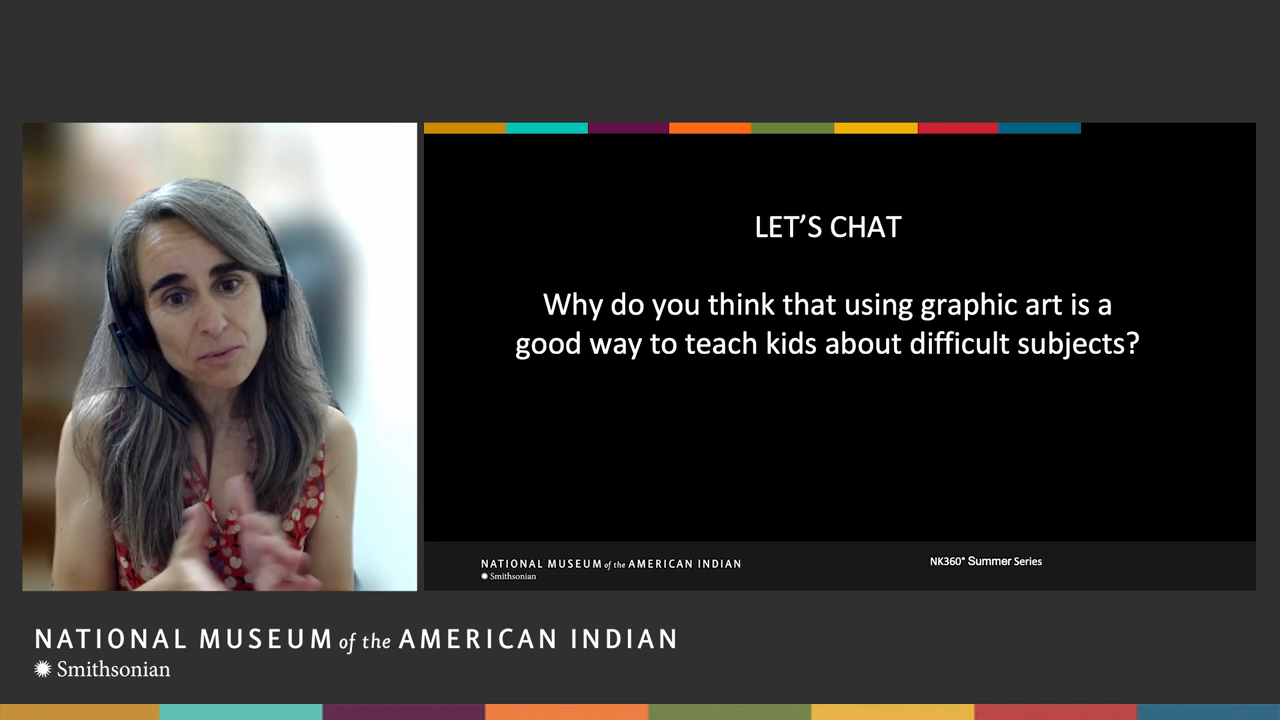 LET’S CHAT
Why do you think that using graphic art is a
good way to teach kids about difficult subjects?
NATIONAL MUSEUM of the AMERICAN INDIAN
Smithsonian
NK360° Summer Series
NATIONAL MUSEUM of the AMERICAN INDIAN
Smithsonian